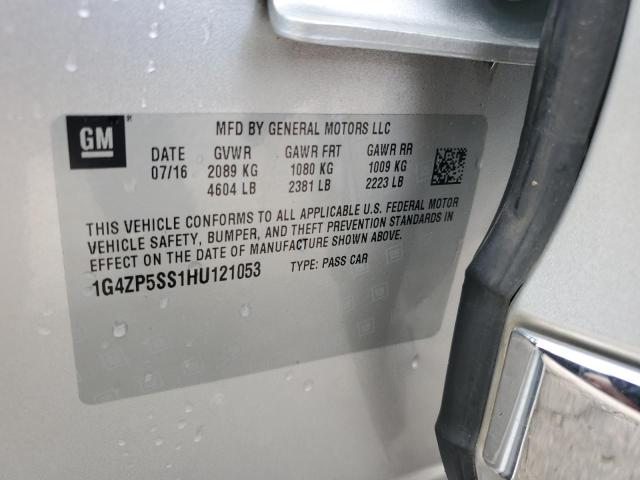 GM
MFD BY GENERAL MOTORS LLC
DATE GVWR GAWR FRT GAWR RR
07/16 2089 KG 1080 KG 1009 KG
4604 LB 2381 LB 2223 LB
THIS VEHICLE CONFORMS TO ALL APPLICABLE U.S. FEDERAL MOTOR
VEHICLE SAFETY, BUMPER, AND THEFT PREVENTION STANDARDS IN
EFFECT ON THE DATE OF MANUFACTURE SHOWN ABOVE.
1G4ZP5SS1HU121053 TYPE: PASS CAR